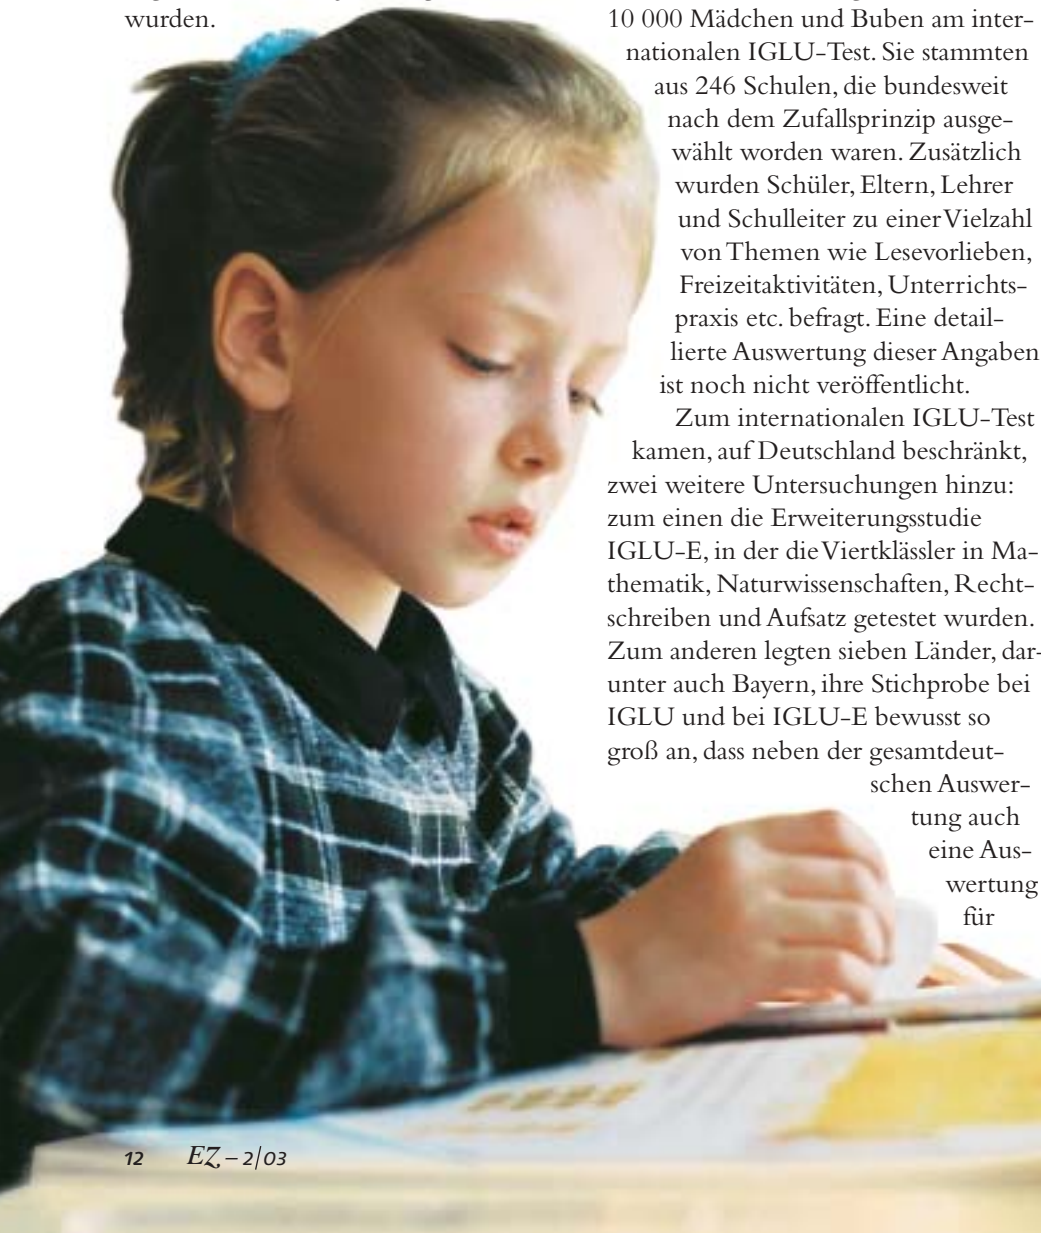 wurden.
10 000 Mädchen und Buben am inter-
nationalen IGLU-Test. Sie stammten
aus 246 Schulen, die bundesweit
nach dem Zufallsprinzip ausge-
wählt worden waren. Zusätzlich
wurden Schüler, Eltern, Lehrer
und Schulleiter zu einer Vielzahl
von Themen wie Lesevorlieben,
Freizeitaktivitäten, Unterrichts-
praxis etc. befragt. Eine detail-
lierte Auswertung dieser Angaben
ist noch nicht veröffentlicht.
Zum internationalen IGLU-Test
kamen, auf Deutschland beschränkt,
zwei weitere Untersuchungen hinzu:
zum einen die Erweiterungsstudie
IGLU-E, in der die Viertklässler in Ma-
thematik, Naturwissenschaften, Recht-
schreiben und Aufsatz getestet wurden.
Zum anderen legten sieben Länder, dar-
unter auch Bayern, ihre Stichprobe bei
IGLU und bei IGLU-E bewusst so
groß an, dass neben der gesamtdeut-
schen Auswer-
tung auch
eine Aus-
wertung
für
12 EZ – 2/03